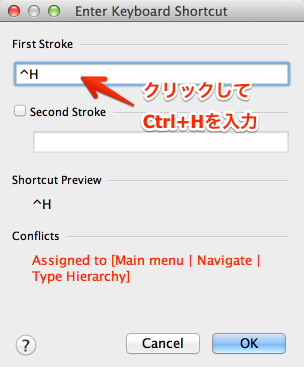 Enter Keyboard Shortcut
First Stroke
^H
クリックして
Ctrl+Hを入力
Second Stroke
Shortcut Preview
^H
Conflicts
Assigned to [Main menu | Navigate |
Type Hierarchy]
?
Cancel
OK